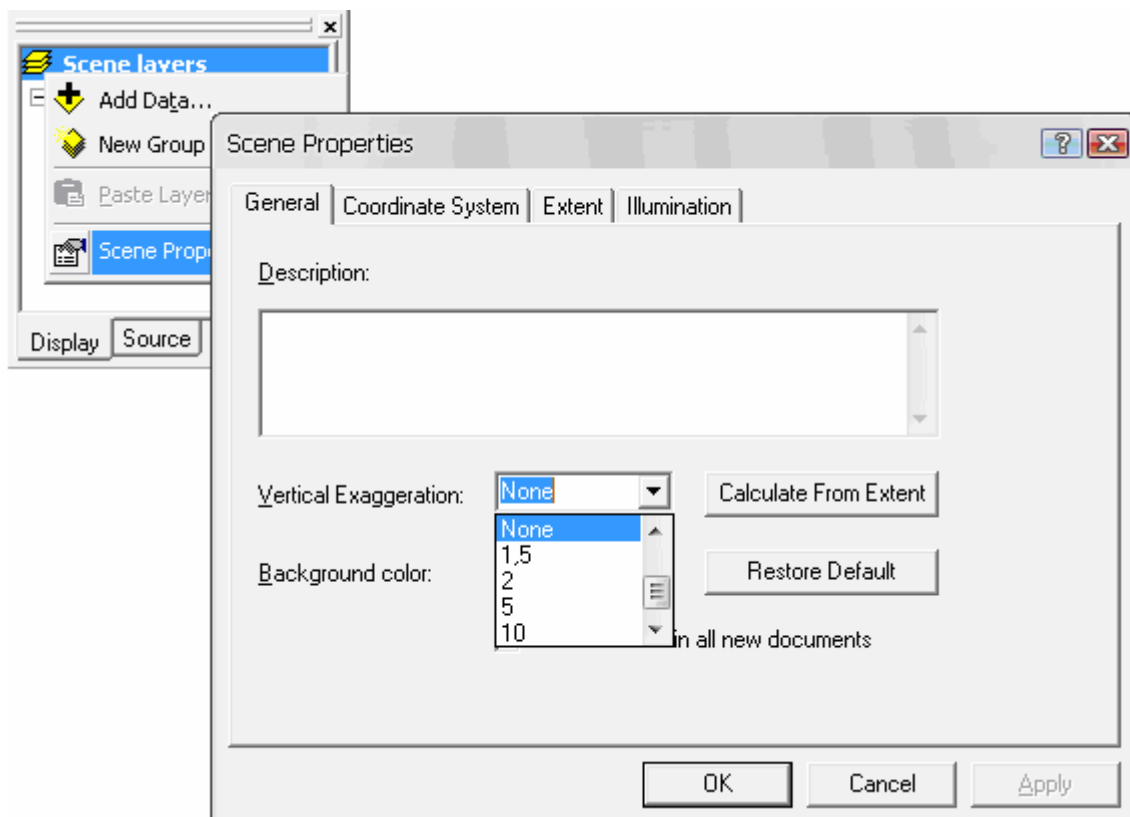 Scene layers
Add Data...
New Group
Paste Layer
Scene Prop
Display Source
Scene Properties
General Coordinate System Extent Illumination
Description:
Vertical Exaggeration: None Calculate From Extent
None
1,5
2
5
10
Background color: Restore Default
in all new documents
OK Cancel Apply